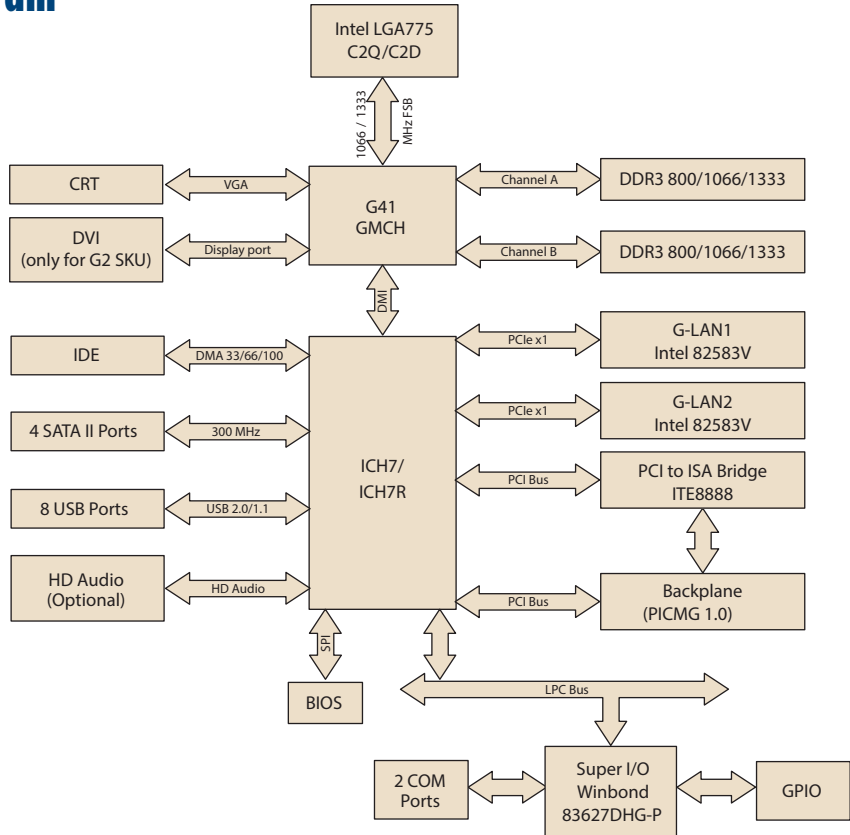 Intel LGA775
C2Q/C2D
1066 / 1333
MHz FSB
CRT
VGA
G41
GMCH
Channel A
DDR3 800/1066/1333
DVI
(only for G2 SKU)
Display port
Channel B
DDR3 800/1066/1333
DMI
IDE
DMA 33/66/100
PCIe x1
G-LAN1
Intel 82583V
4 SATA II Ports
300 MHz
PCIe x1
G-LAN2
Intel 82583V
ICH7/
ICH7R
8 USB Ports
USB 2.0/1.1
PCI Bus
PCI to ISA Bridge
ITE8888
HD Audio
(Optional)
HD Audio
PCI Bus
Backplane
(PICMG 1.0)
SPI
BIOS
LPC Bus
2 COM
Ports
Super I/O
Winbond
83627DHG-P
GPIO